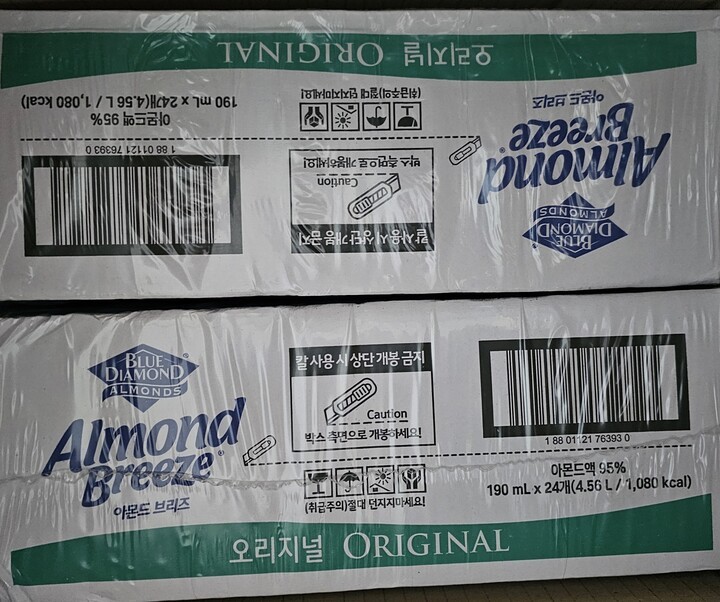 오리지널 ORIGINAL
190 mL x 24개(4.56 L / 1,080 kcal)
아몬드액 95%
(취급주의)절대 던지지마세요!
아몬드 브리즈
Almond
Breeze
1 88 01121 76393 0
박스 측면으로 개봉하세요!
Caution
칼 사용 시 상단 개봉 금지
BLUE
DIAMOND
ALMONDS
BLUE
DIAMOND
ALMONDS
Almond
Breeze
아몬드 브리즈
칼 사용 시 상단 개봉 금지
Caution
박스 측면으로 개봉하세요!
(취급주의)절대 던지지마세요!
1 88 01121 76393 0
아몬드액 95%
190 mL x 24개(4.56 L / 1,080 kcal)
오리지널 ORIGINAL